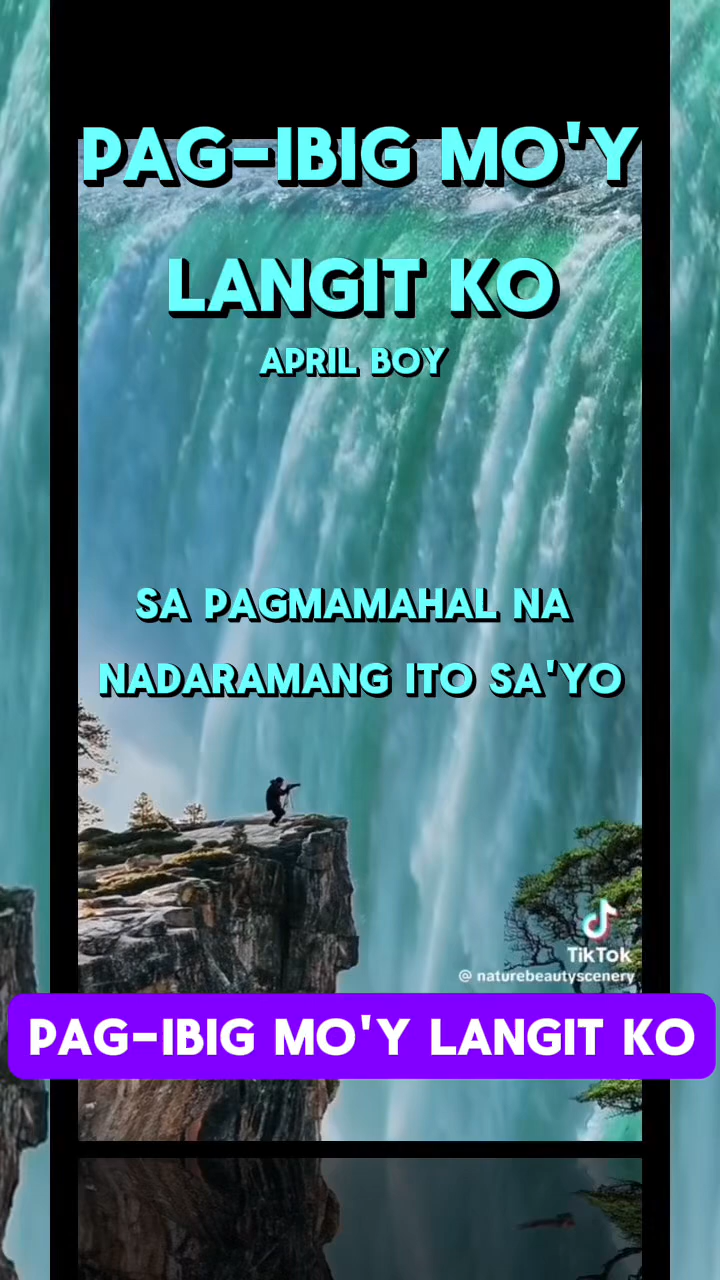 PAG-IBIG MO'Y
LANGIT KO
APRIL BOY
SA PAGMAMAHAL NA
NADARAMANG ITO SA'YO
TikTok
@ naturebeautyscenery
PAG-IBIG MO'Y LANGIT KO